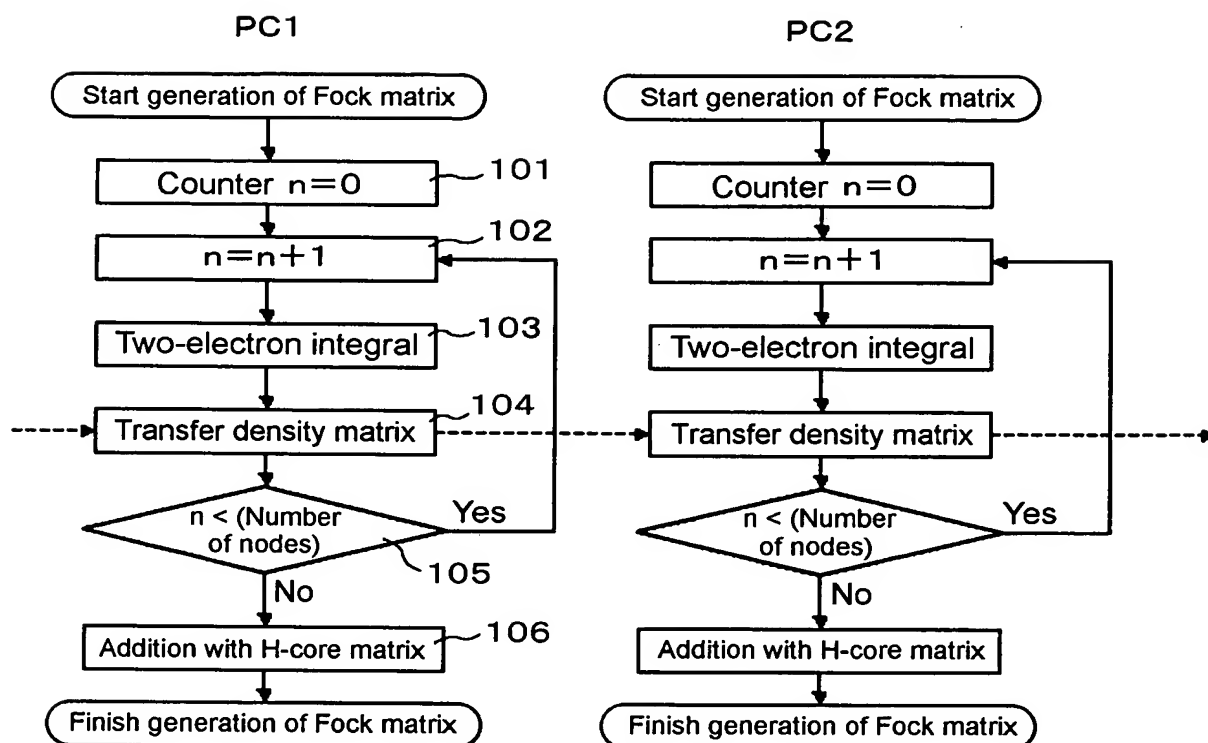 PC1
Start generation of Fock matrix
Counter n=0
101
n=n+1
102
Two-electron integral
103
Transfer density matrix
104
n < (Number
of nodes)
Yes
105
No
Addition with H-core matrix
106
Finish generation of Fock matrix
PC2
Start generation of Fock matrix
Counter n=0
n=n+1
Two-electron integral
Transfer density matrix
n < (Number
of nodes)
Yes
No
Addition with H-core matrix
Finish generation of Fock matrix